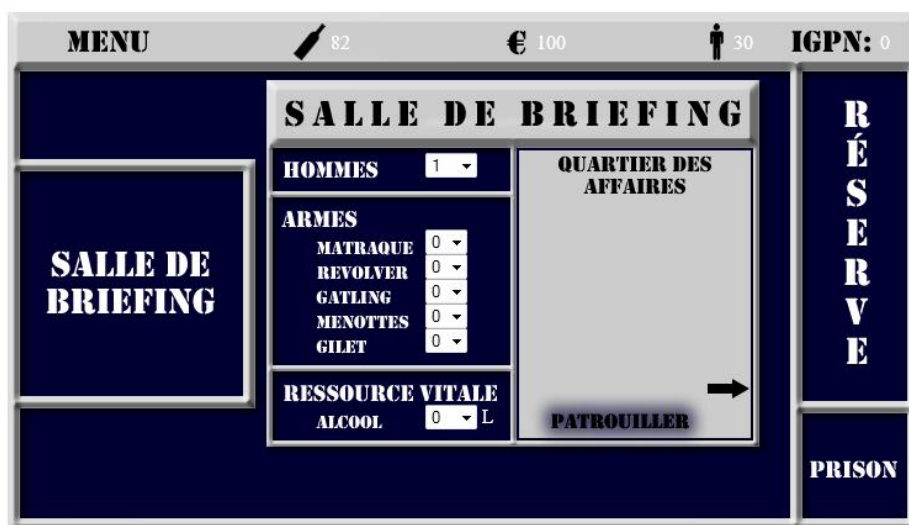 MENU 82 € 100 30 IGPN: 0
SALLE DE BRIEFING
HOMMES 1
ARMES
MATRAQUE 0
REVOLVER 0
GATLING 0
MENOTTES 0
GILET 0
RESSOURCE VITALE
ALCOOL 0 L
QUARTIER DES
AFFAIRES
PATROUILLER
SALLE DE
BRIEFING
RÉSERVE
PRISON